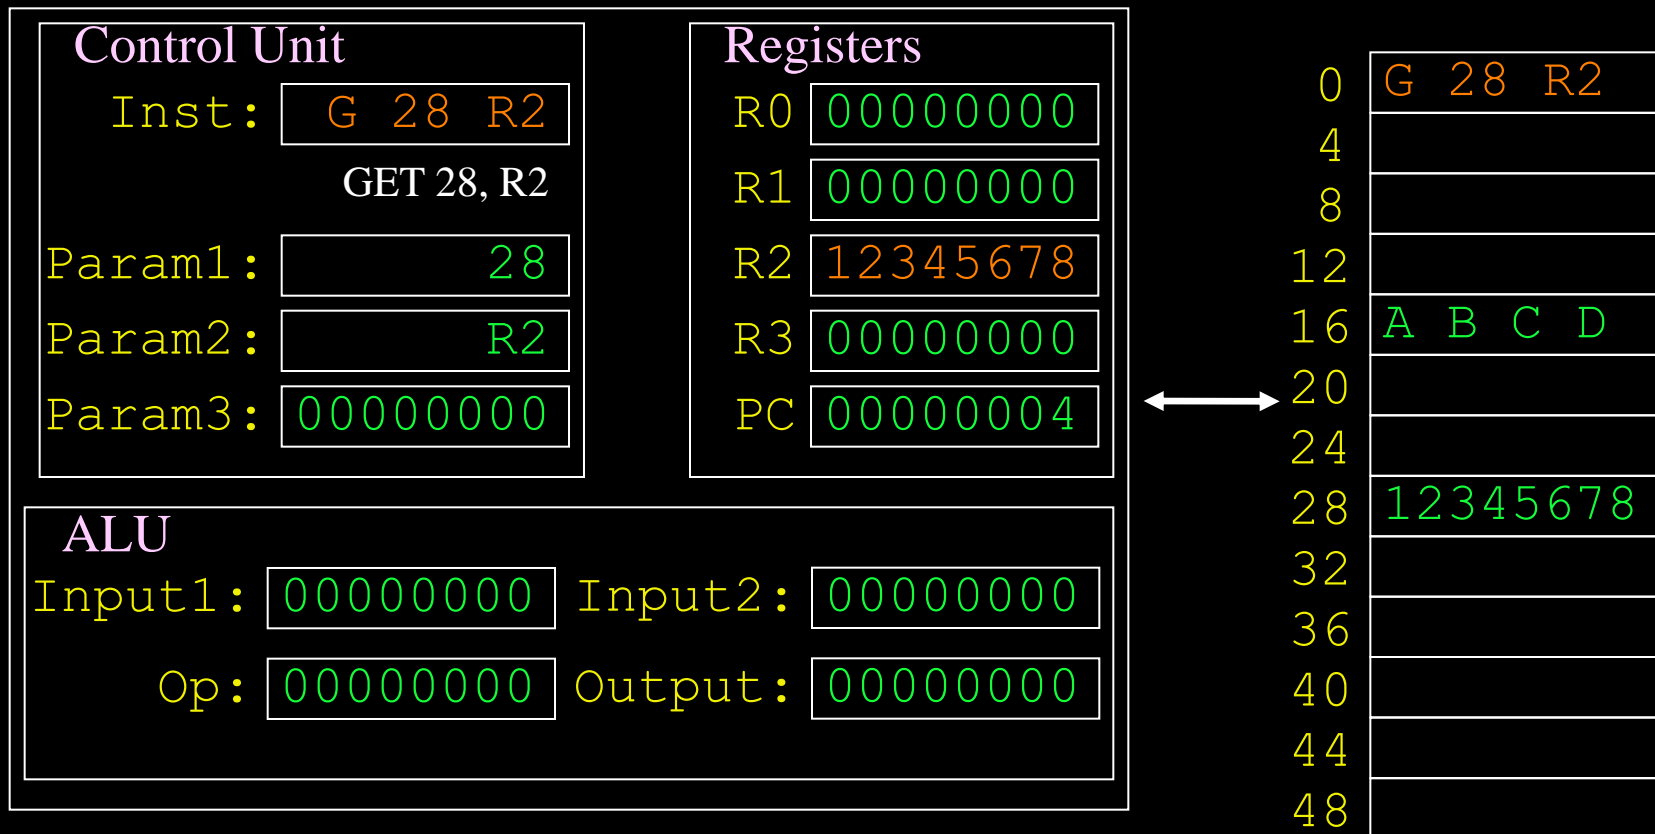 Control Unit
Inst: G 28 R2
GET 28, R2
Param1: 28
Param2: R2
Param3: 00000000
Registers
R0 00000000
R1 00000000
R2 12345678
R3 00000000
PC 00000004
ALU
Input1: 00000000 Input2: 00000000
Op: 00000000 Output: 00000000
0 G 28 R2
4
8
12
16 A B C D
20
24
28 12345678
32
36
40
44
48